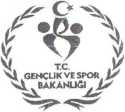 T.C.
GENÇLİK VE SPOR
BAKANLIĞI